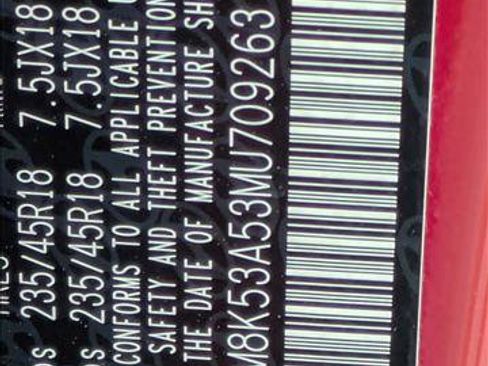 TIRES
s 235/45R18 7.5JX18
s 235/45R18 7.5JX18
CONFORMS TO ALL APPLICABLE
SAFETY AND THEFT PREVENTION
THE DATE OF MANUFACTURE SH
M8K53A53MU709263